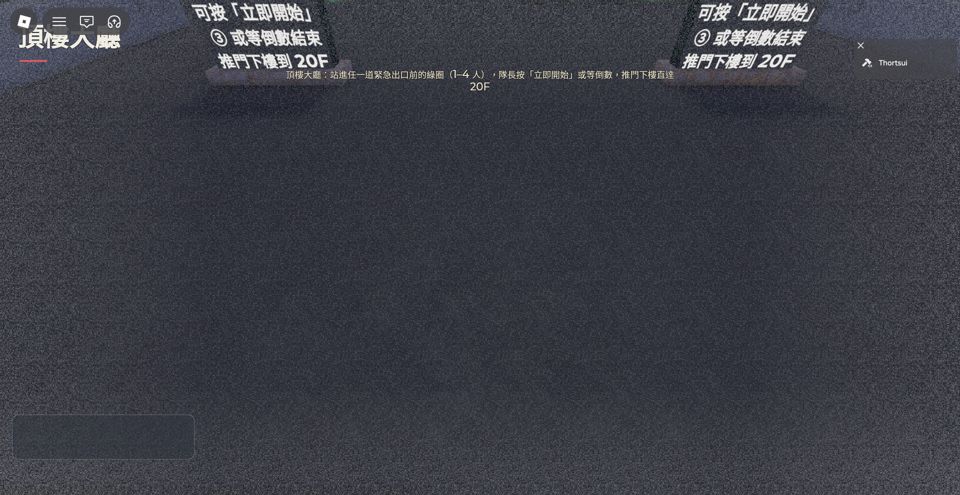 頂樓大廳
可按「立即開始」
③ 或等倒數結束
推門下樓到 20F
可按「立即開始」
③ 或等倒數結束
推門下樓到 20F
頂樓大廳：站進任一道緊急出口前的綠圈（1–4 人），隊長按「立即開始」或等倒數，推門下樓直達
20F
Thortsui